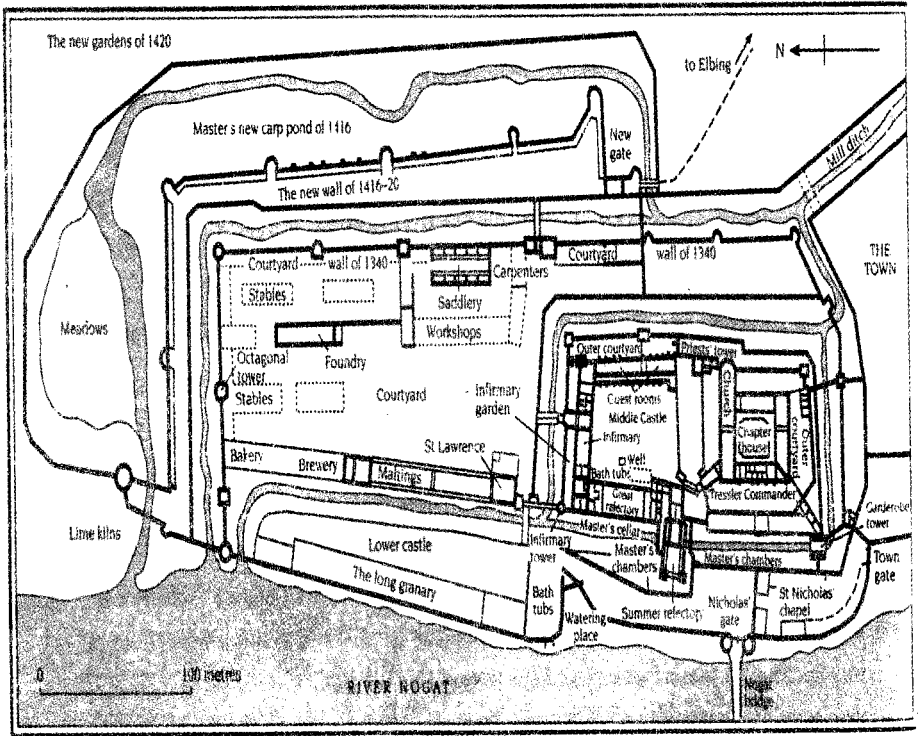 The new gardens of 1420
to Elbing
N
Master's new carp pond of 1416
New
gate
Mill ditch
The new wall of 1416-20
THE
TOWN
Courtyard
wall of 1340
Carpenters
Courtyard
wall of 1340
Stables
Saddlery
Meadows
Workshops
Foundry
Octagonal
tower
Outer courtyard
Priests' tower
Stables
Courtyard
Infirmary
garden
Guest rooms
Middle Castle
Church
Chapter
house
Outer
courtyard
Infirmary
St Lawrence
Well
Bakery
Brewery
Maltings
Bath tubs
Great
refectory
Tressler Commander
Garderobe
tower
Lime kilns
Lower castle
Infirmary
tower
Master's cellar
Master's
chambers
Master's chambers
Town
gate
The long granary
Bath
tubs
Watering
place
Summer refectory
Nicholas'
gate
St Nicholas'
chapel
0
100 metres
RIVER NOGAT
Nogat
bridge